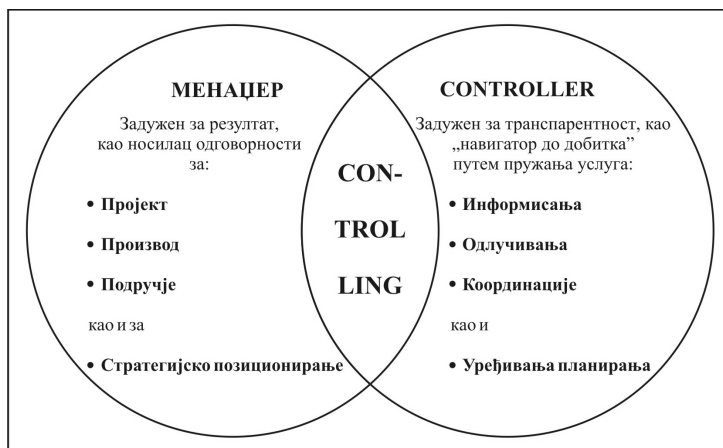 МЕНАЏЕР
Задужен за резултат,
као носилац одговорности
за:
• Пројект
• Производ
• Подручје
као и за
• Стратегијско позиционирање
CON-
TROL
LING
CONTROLLER
Задужен за транспарентност, као
„навигатор до добитка”
путем пружања услуга:
• Информисања
• Одлучивања
• Координације
као и
• Уређивања планирања